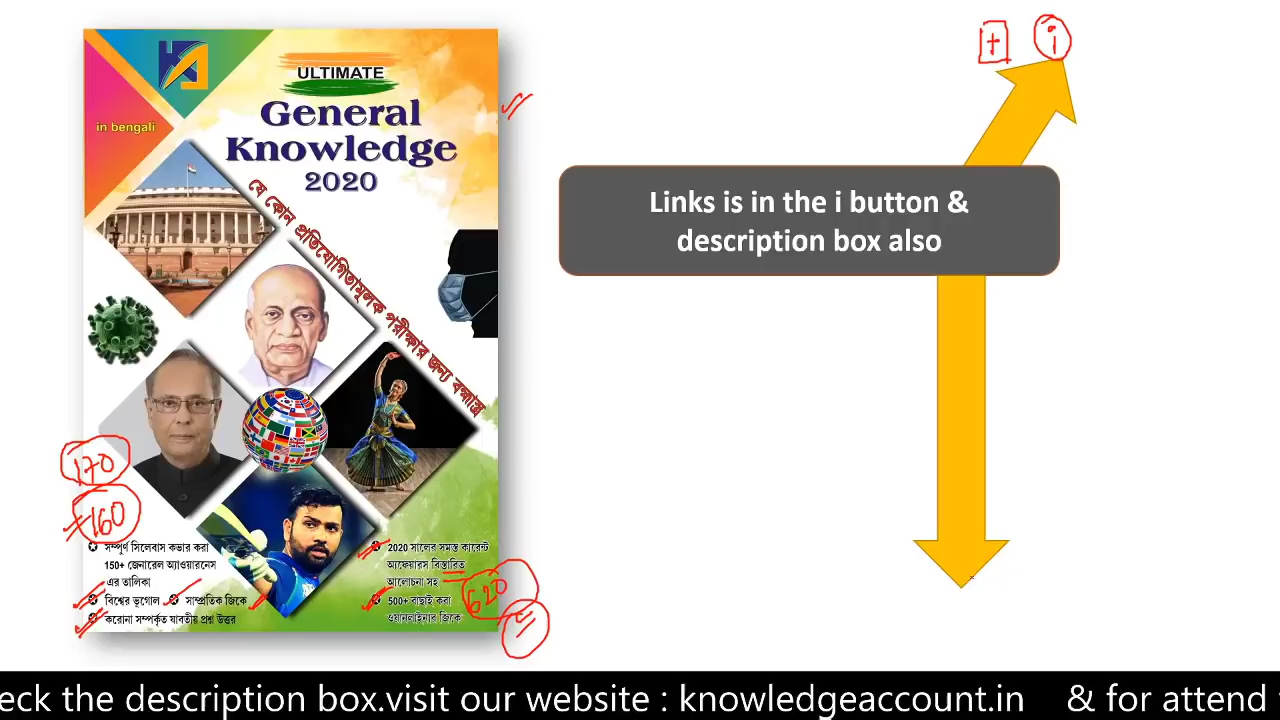 in bengali
ULTIMATE
General
Knowledge
2020
যে কোন প্রতিযোগিতামূলক পরীক্ষার জন্য বহ্মাস্ত্র
+
i
Links is in the i button &
description box also
170
160
সম্পুর্ণ সিলেবাস কভার করা
150+ জেনারেল অ্যাওয়ারনেস
এর তালিকা
বিশ্বের ভূগোল
সাম্প্রতিক জিকে
করোনা সম্পর্কৃত যাবতীয় প্রশ্ন উত্তর
2020 সালের সমস্ত কারেন্ট
অ্যাফেয়ারস বিস্তারিত
আলোচনা সহ
500+ বাছাই করা
ওয়ানলাইনার জিকে
620
eck the description box.visit our website : knowledgeaccount.in & for attend